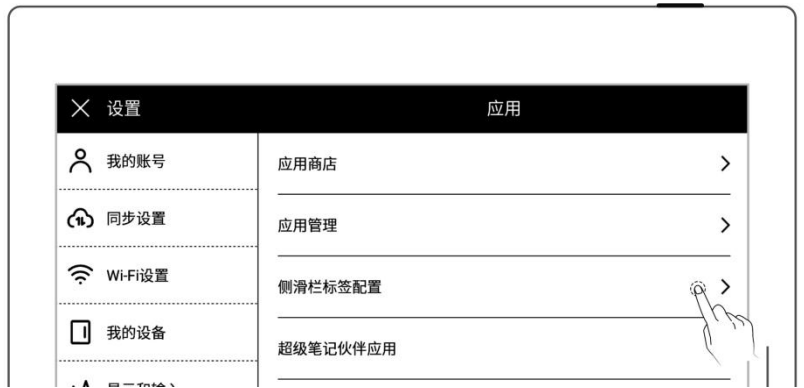 设置
应用
我的账号
同步设置
Wi-Fi设置
我的设备
应用商店
应用管理
侧滑栏标签配置
超级笔记伙伴应用